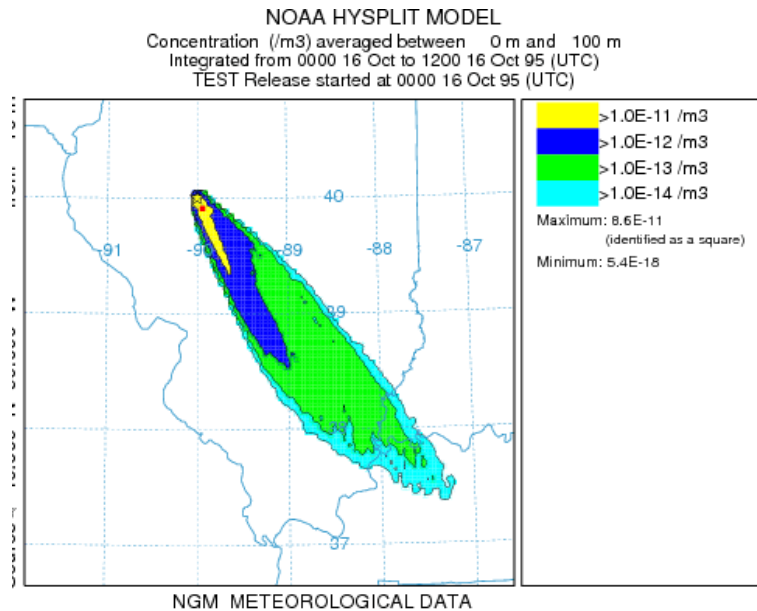 NOAA HYSPLIT MODEL
Concentration (/m3) averaged between 0 m and 100 m
Integrated from 0000 16 Oct to 1200 16 Oct 95 (UTC)
TEST Release started at 0000 16 Oct 95 (UTC)
>1.0E-11 /m3
>1.0E-12 /m3
>1.0E-13 /m3
>1.0E-14 /m3
Maximum: 8.6E-11
(identified as a square)
Minimum: 5.4E-18
40
-91 -90 -89 -88 -87
39
37
NGM METEOROLOGICAL DATA